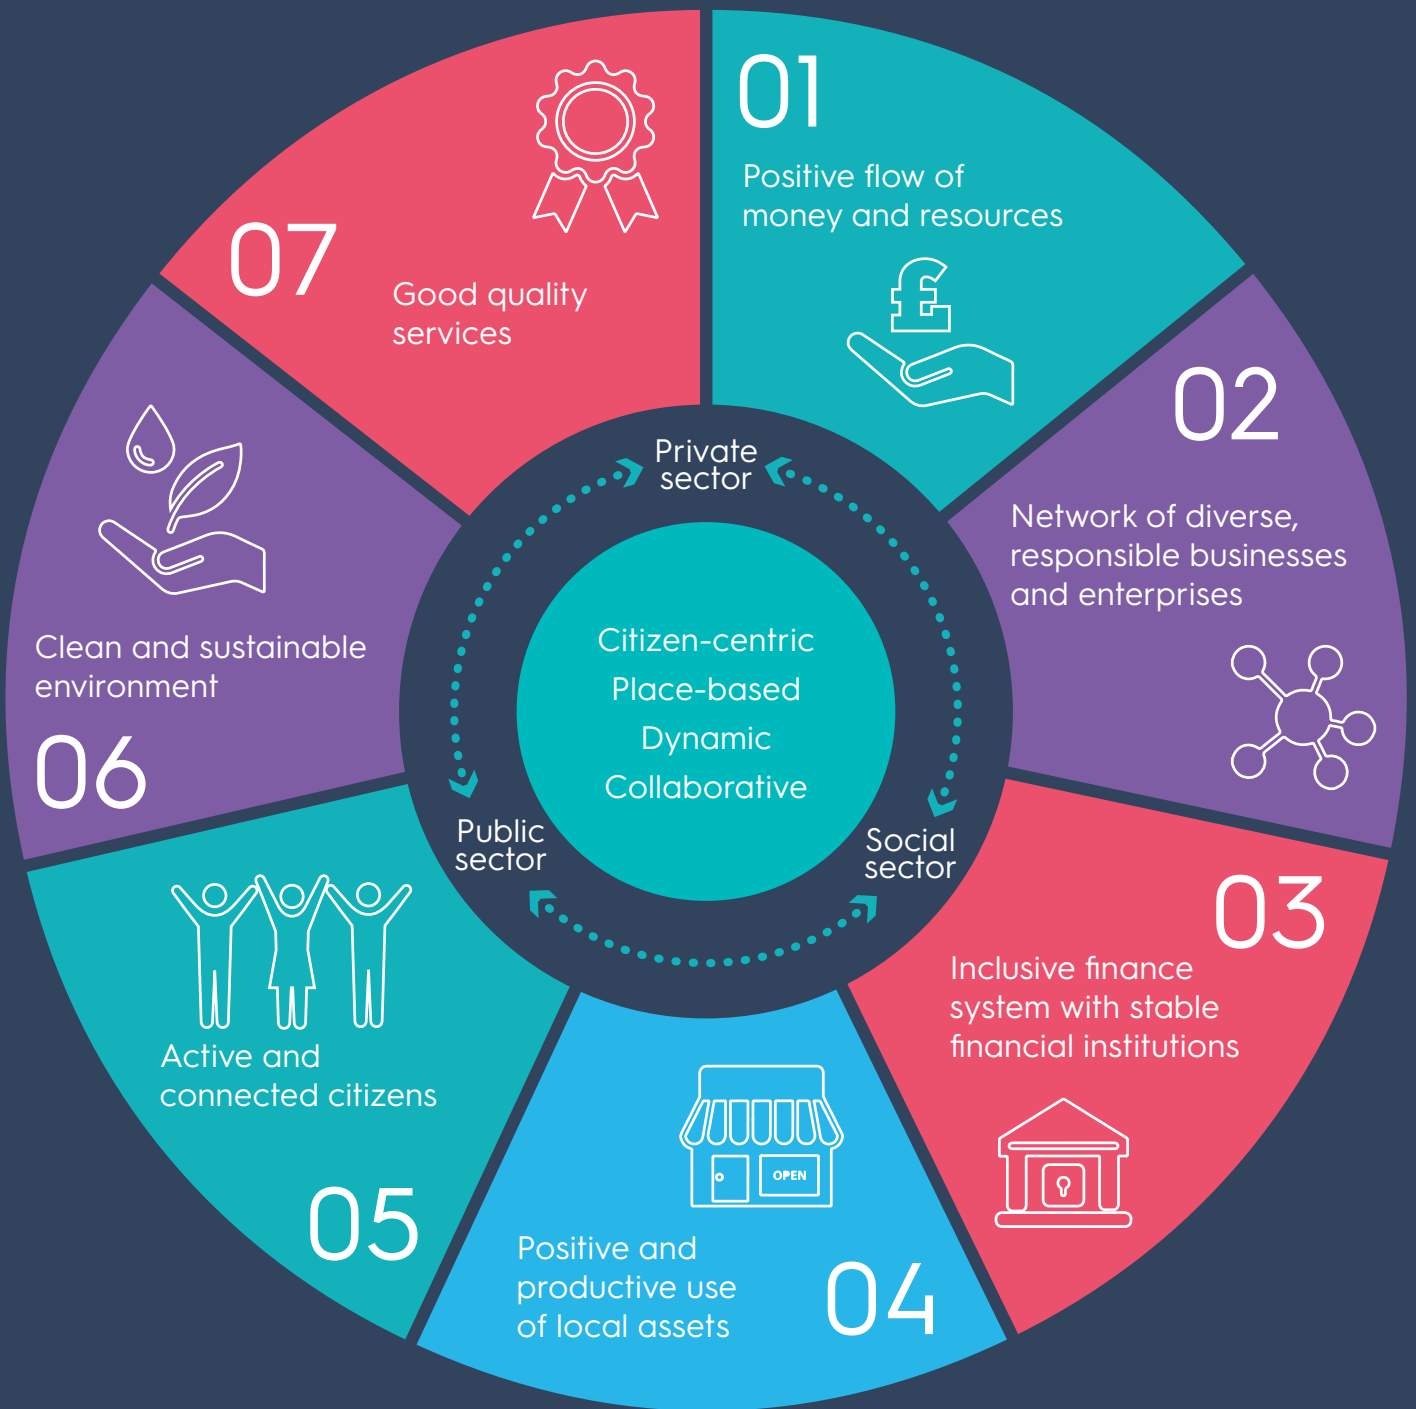 01
Positive flow of
money and resources
£
02
Network of diverse,
responsible businesses
and enterprises
03
Inclusive finance
system with stable
financial institutions
04
Positive and
productive use
of local assets
OPEN
05
Active and
connected citizens
06
Clean and sustainable
environment
07
Good quality
services
Private
sector
Social
sector
Public
sector
Citizen-centric
Place-based
Dynamic
Collaborative